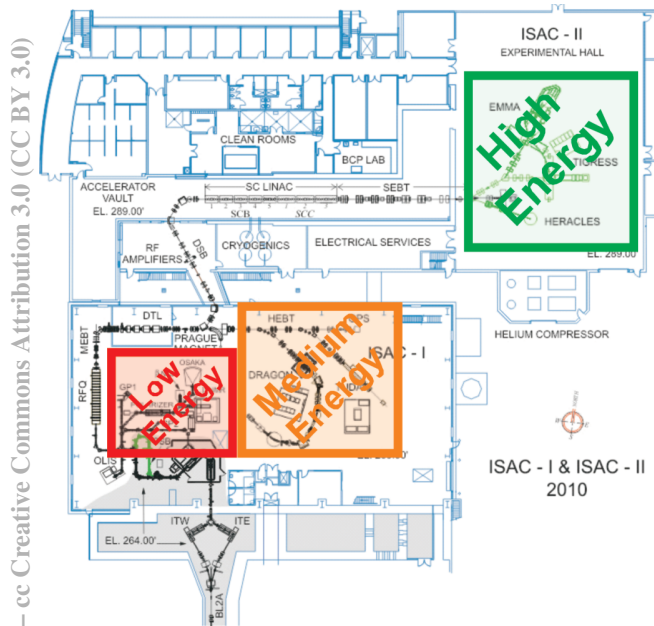 – cc Creative Commons Attribution 3.0 (CC BY 3.0)
ISAC - II
EXPERIMENTAL HALL
EMMA
High
Energy
TIGRESS
HERACLES
EL. 289.00'
CLEAN ROOMS
BCP LAB
ACCELERATOR
VAULT
EL. 289.00'
SC LINAC
SEBT
SCB
SCC
DSB
RF
AMPLIFIERS
CRYOGENICS
ELECTRICAL SERVICES
HELIUM COMPRESSOR
DTL
MEBT
PRAGUE
MAGNET
HEBT
ISAC - I
RFQ
OSAKA
GP1
Low
Energy
DRAGON
Medium
Energy
OLIS
ISAC - I & ISAC - II
2010
ITW
ITE
EL. 264.00'
BL2A